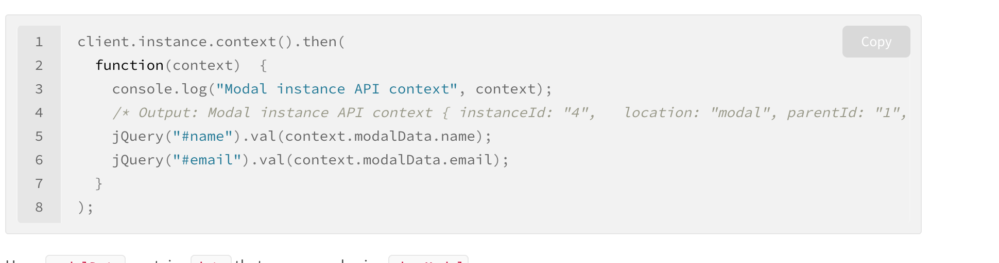 1 client.instance.context().then(
Copy
2   function(context)  {
3     console.log("Modal instance API context", context);
4     /* Output: Modal instance API context { instanceId: "4",   location: "modal", parentId: "1",
5     jQuery("#name").val(context.modalData.name);
6     jQuery("#email").val(context.modalData.email);
7   }
8 );